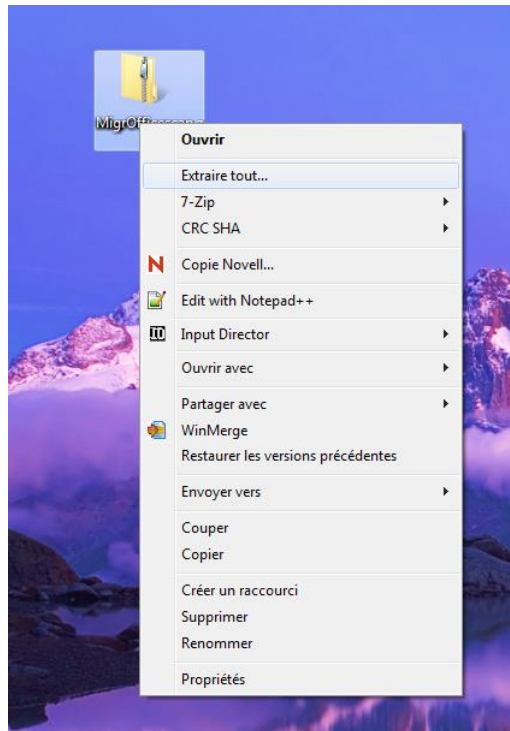 Ouvrir
Extraire tout...
7-Zip
CRC SHA
Copie Novell...
Edit with Notepad++
Input Director
Ouvrir avec
Partager avec
WinMerge
Restaurer les versions précédentes
Envoyer vers
Couper
Copier
Créer un raccourci
Supprimer
Renommer
Propriétés